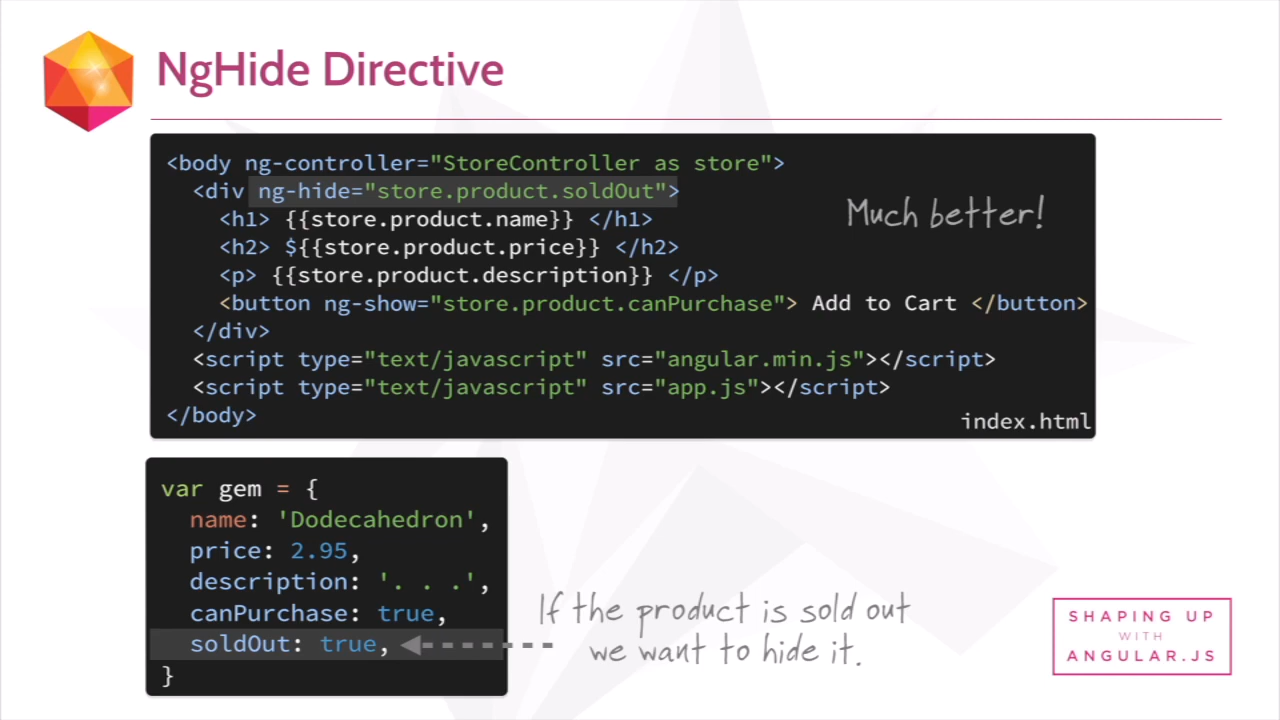 NgHide Directive
<body ng-controller="StoreController as store">
<div ng-hide="store.product.soldOut">
<h1> {{store.product.name}} </h1>
<h2> ${{store.product.price}} </h2>
<p> {{store.product.description}} </p>
<button ng-show="store.product.canPurchase"> Add to Cart </button>
</div>
<script type="text/javascript" src="angular.min.js"></script>
<script type="text/javascript" src="app.js"></script>
</body>
index.html
Much better!
var gem = {
name: 'Dodecahedron',
price: 2.95,
description: '. . .',
canPurchase: true,
soldOut: true,
}
If the product is sold out
we want to hide it.
SHAPING UP
WITH
ANGULAR.JS